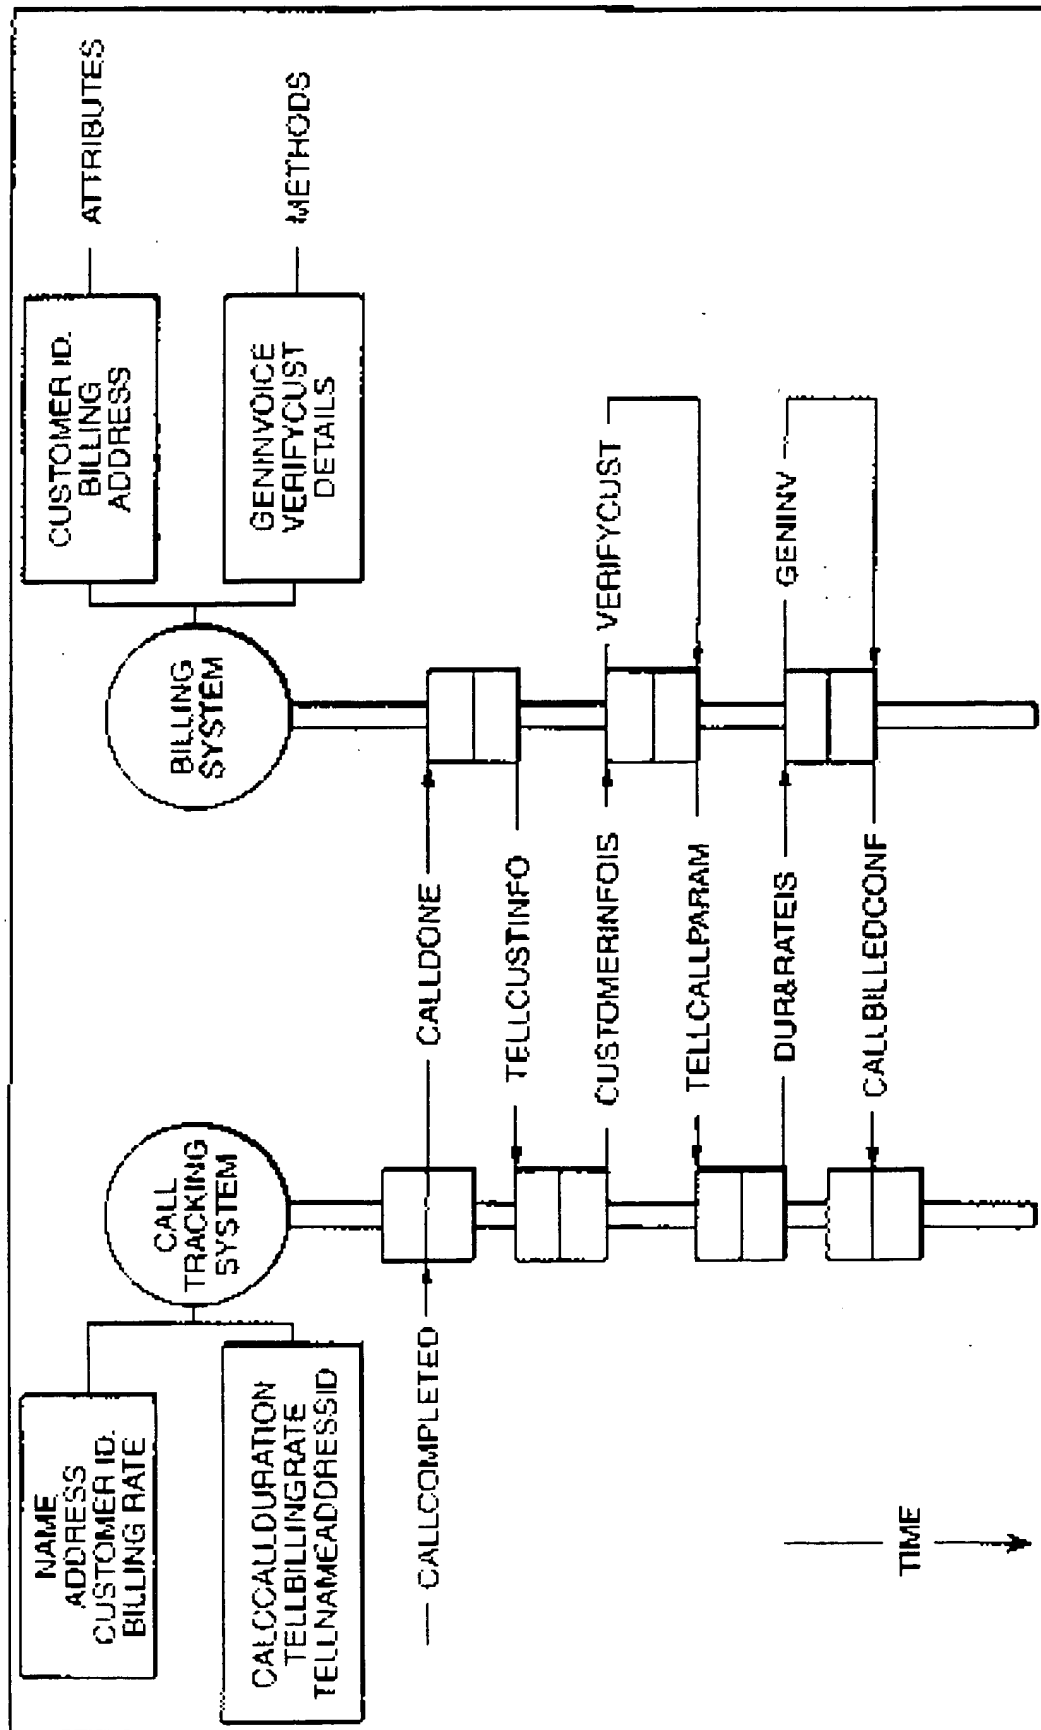 NAME
ADDRESS
CUSTOMER ID.
BILLING RATE
CALCCALLDURATION
TELLBILLINGRATE
TELLNAMEADDRESSID
CALL
TRACKING
SYSTEM
BILLING
SYSTEM
CUSTOMER ID.
BILLING
ADDRESS
ATTRIBUTES
GENINVOICE
VERIFYCUST
DETAILS
METHODS
CALLCOMPLETED
CALLDONE
TELLCUSTINFO
CUSTOMERINFOIS
VERIFYCUST
TELLCALLPARAM
DUR&RATEIS
GENINV
CALLBILLEDCONF
TIME